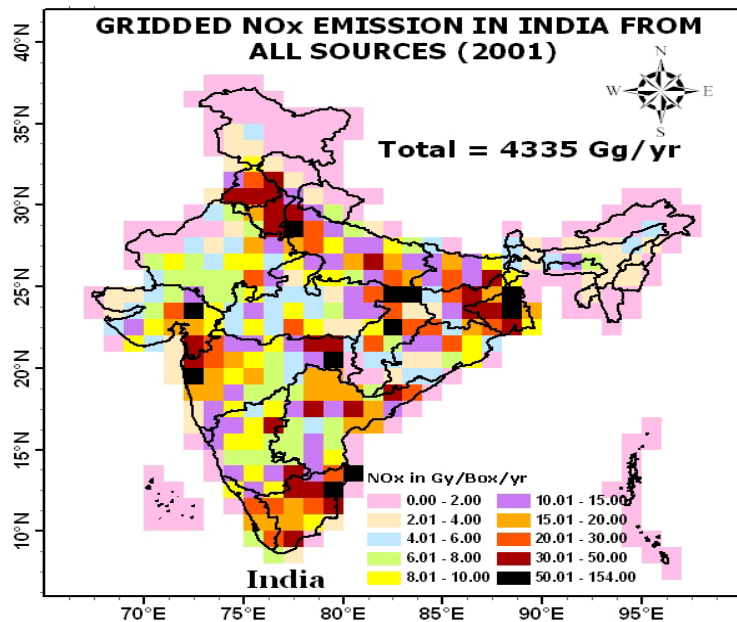 GRIDDED NOx EMISSION IN INDIA FROM
ALL SOURCES (2001)
N
W E
S
Total = 4335 Gg/yr
40°N
35°N
30°N
25°N
20°N
15°N
10°N
NOx in Gy/Box/yr
0.00 - 2.00 10.01 - 15.00
2.01 - 4.00 15.01 - 20.00
4.01 - 6.00 20.01 - 30.00
6.01 - 8.00 30.01 - 50.00
8.01 - 10.00 50.01 - 154.00
India
70°E 75°E 80°E 85°E 90°E 95°E